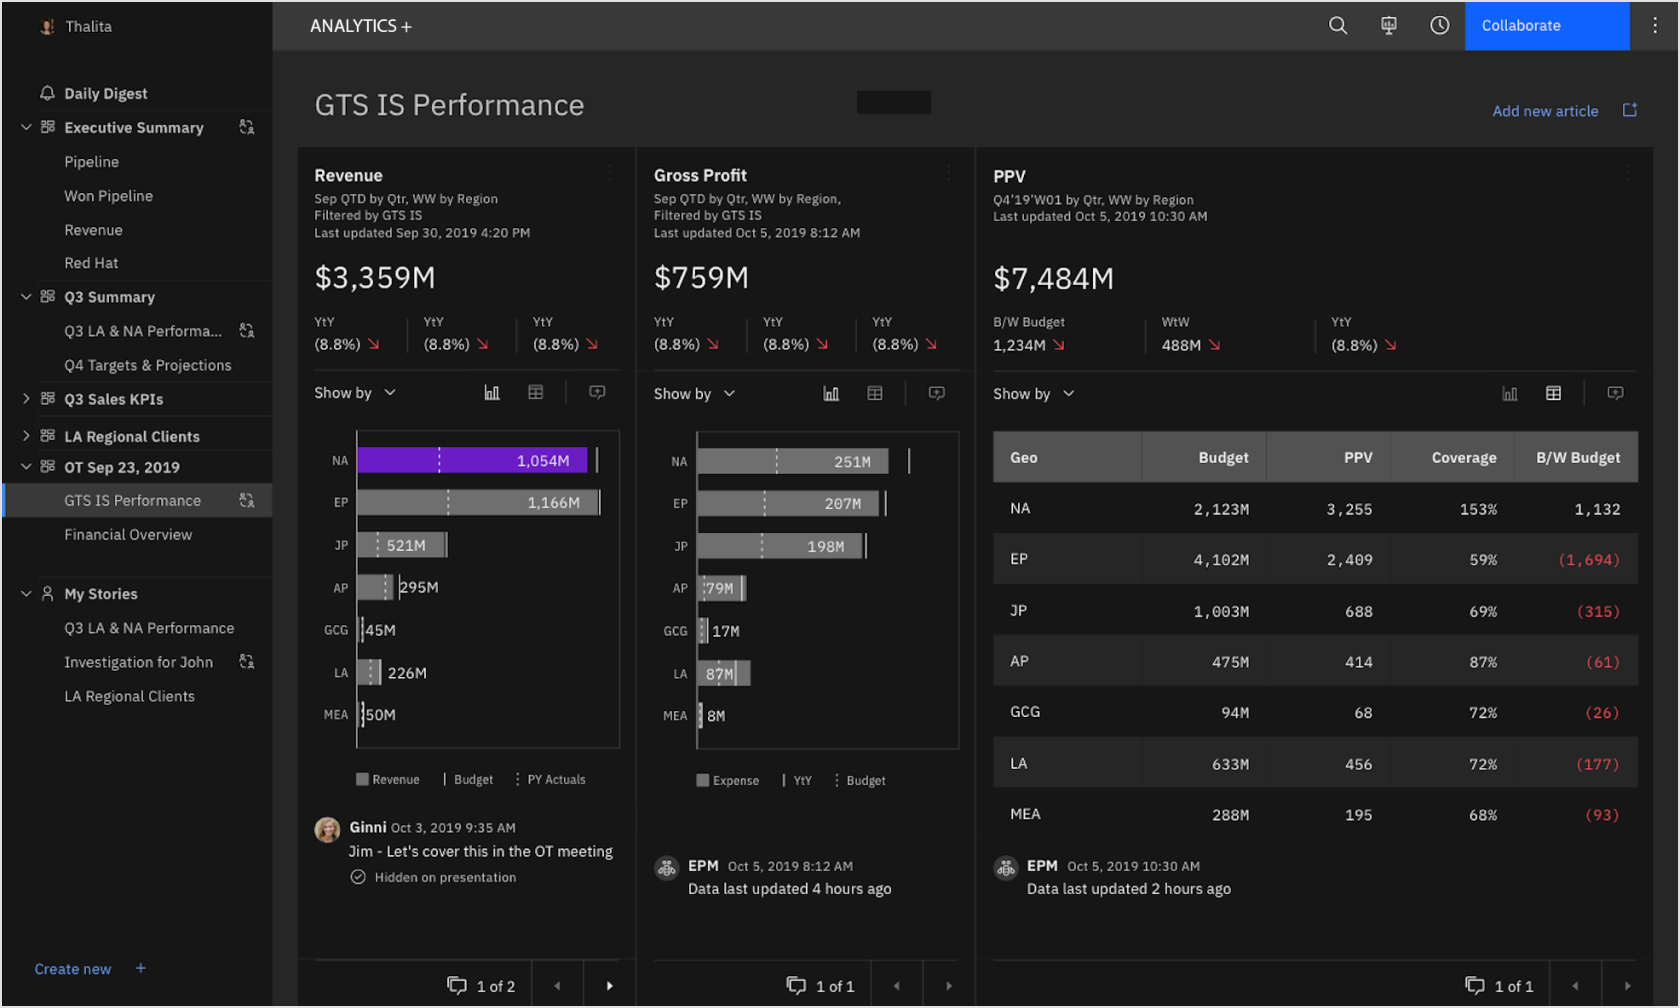 Thalita
ANALYTICS +
Collaborate
Daily Digest
Executive Summary
Pipeline
Won Pipeline
Revenue
Red Hat
Q3 Summary
Q3 LA & NA Performa...
Q4 Targets & Projections
Q3 Sales KPIs
LA Regional Clients
OT Sep 23, 2019
GTS IS Performance
Financial Overview
My Stories
Q3 LA & NA Performance
Investigation for John
LA Regional Clients
Create new +
GTS IS Performance
Add new article
Revenue
Sep QTD by Qtr, WW by Region
Filtered by GTS IS
Last updated Sep 30, 2019 4:20 PM
$3,359M
YtY YtY YtY
(8.8%) (8.8%) (8.8%)
Show by
NA 1,054M
EP 1,166M
JP 521M
AP 295M
GCG 45M
LA 226M
MEA 50M
Revenue Budget PY Actuals
Ginni Oct 3, 2019 9:35 AM
Jim - Let's cover this in the OT meeting
Hidden on presentation
1 of 2
Gross Profit
Sep QTD by Qtr, WW by Region,
Filtered by GTS IS
Last updated Oct 5, 2019 8:12 AM
$759M
YtY YtY YtY
(8.8%) (8.8%) (8.8%)
Show by
NA 251M
EP 207M
JP 198M
AP 79M
GCG 17M
LA 87M
MEA 8M
Expense YtY Budget
EPM Oct 5, 2019 8:12 AM
Data last updated 4 hours ago
1 of 1
PPV
Q4'19'W01 by Qtr, WW by Region
Last updated Oct 5, 2019 10:30 AM
$7,484M
B/W Budget WtW YtY
1,234M 488M (8.8%)
Show by
Geo Budget PPV Coverage B/W Budget
NA 2,123M 3,255 153% 1,132
EP 4,102M 2,409 59% (1,694)
JP 1,003M 688 69% (315)
AP 475M 414 87% (61)
GCG 94M 68 72% (26)
LA 633M 456 72% (177)
MEA 288M 195 68% (93)
EPM Oct 5, 2019 10:30 AM
Data last updated 2 hours ago
1 of 1